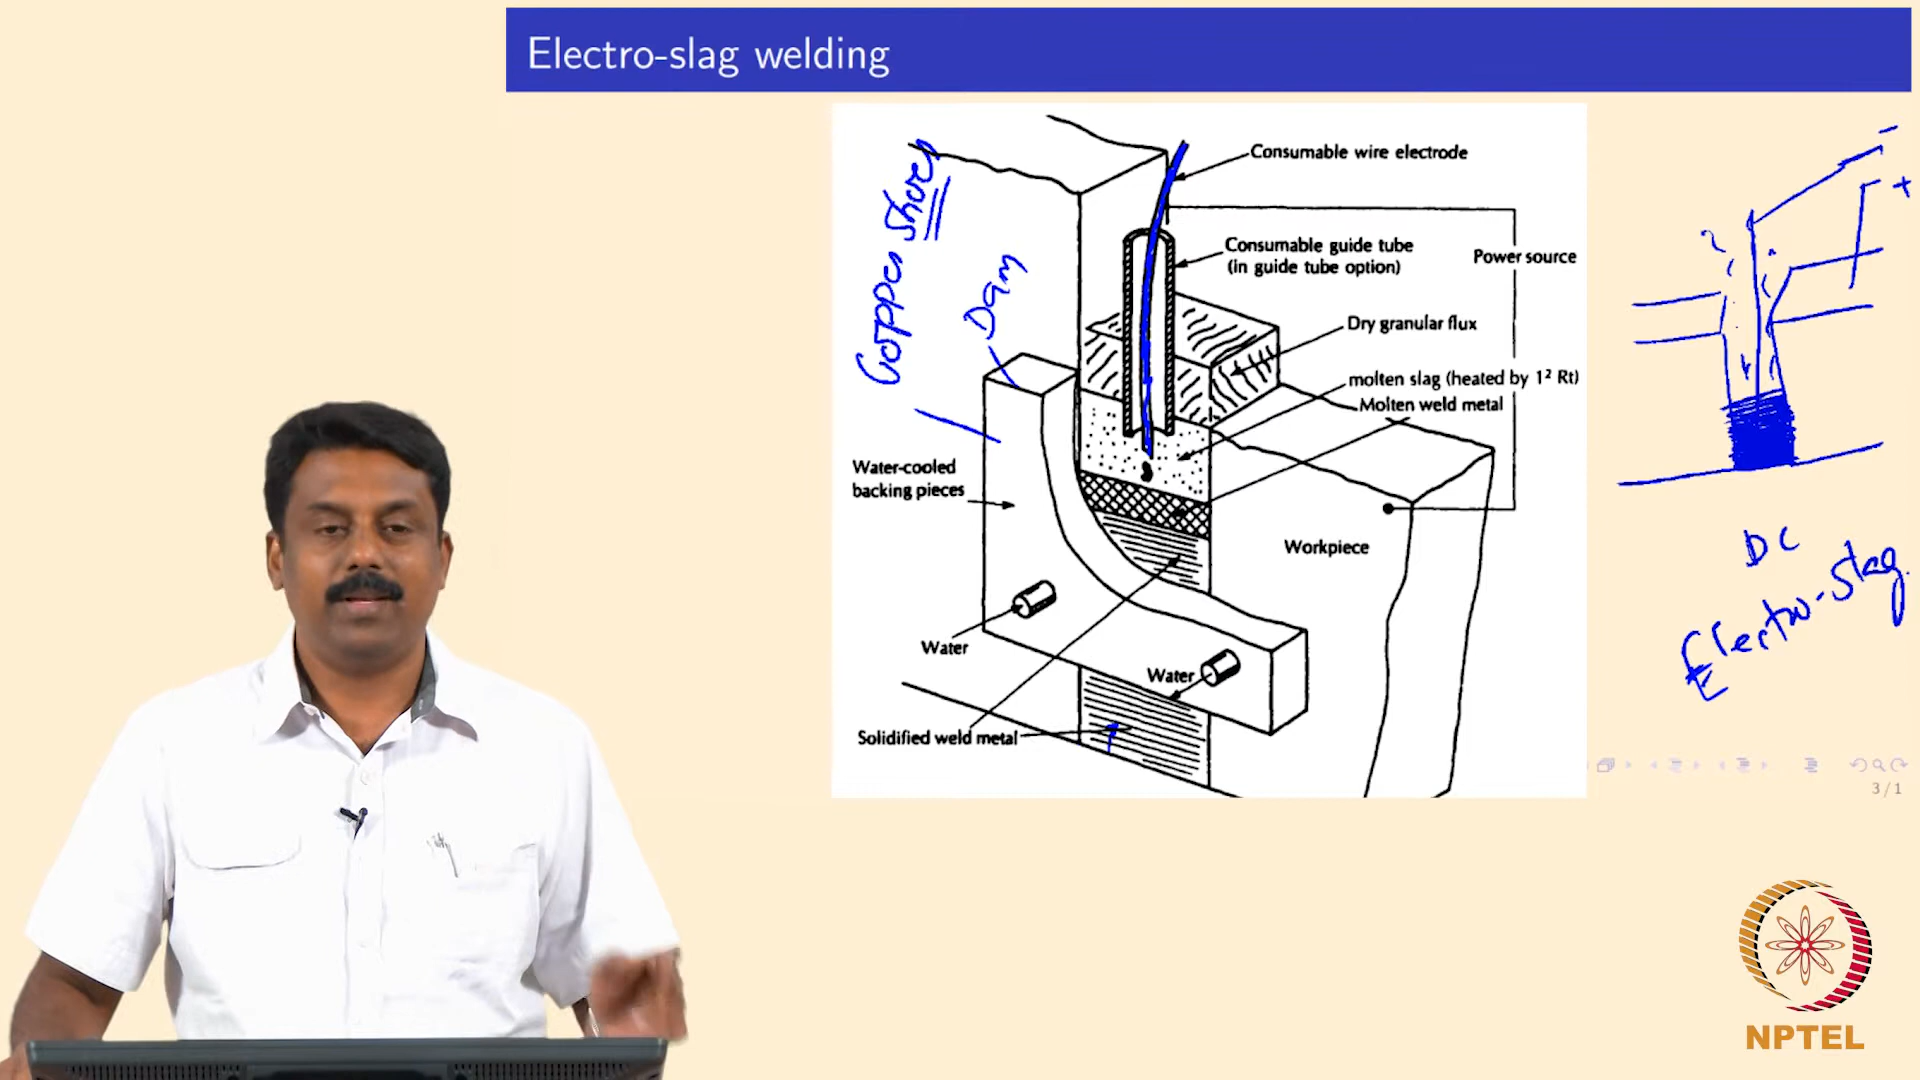 Electro-slag welding
Consumable wire electrode
Consumable guide tube
(in guide tube option)
Power source
Dry granular flux
molten slag (heated by 1² Rt)
Molten weld metal
Copper shoes
Dam
Water-cooled
backing pieces
Workpiece
Water
Water
Solidified weld metal
-
+
DC
Electro-slag
E
3/1
NPTEL